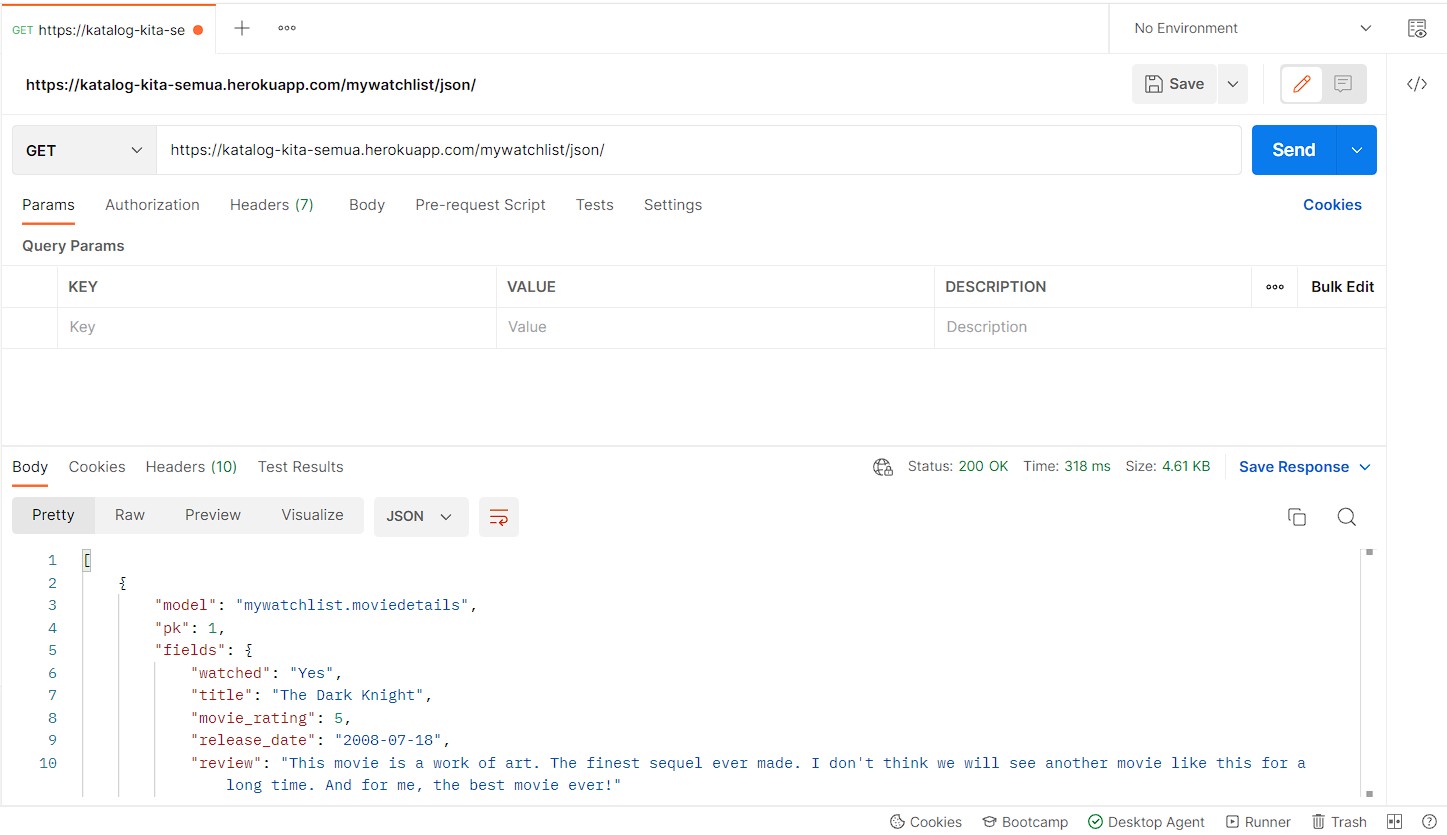 GET https://katalog-kita-se
No Environment
https://katalog-kita-semua.herokuapp.com/mywatchlist/json/
Save
GET
https://katalog-kita-semua.herokuapp.com/mywatchlist/json/
Send
Params Authorization Headers (7) Body Pre-request Script Tests Settings Cookies
Query Params
KEY VALUE DESCRIPTION Bulk Edit
Key Value Description
Body Cookies Headers (10) Test Results Status: 200 OK Time: 318 ms Size: 4.61 KB Save Response
Pretty Raw Preview Visualize JSON
1 [
2 {
3 "model": "mywatchlist.moviedetails",
4 "pk": 1,
5 "fields": {
6 "watched": "Yes",
7 "title": "The Dark Knight",
8 "movie_rating": 5,
9 "release_date": "2008-07-18",
10 "review": "This movie is a work of art. The finest sequel ever made. I don't think we will see another movie like this for a
long time. And for me, the best movie ever!"
Cookies Bootcamp Desktop Agent Runner Trash